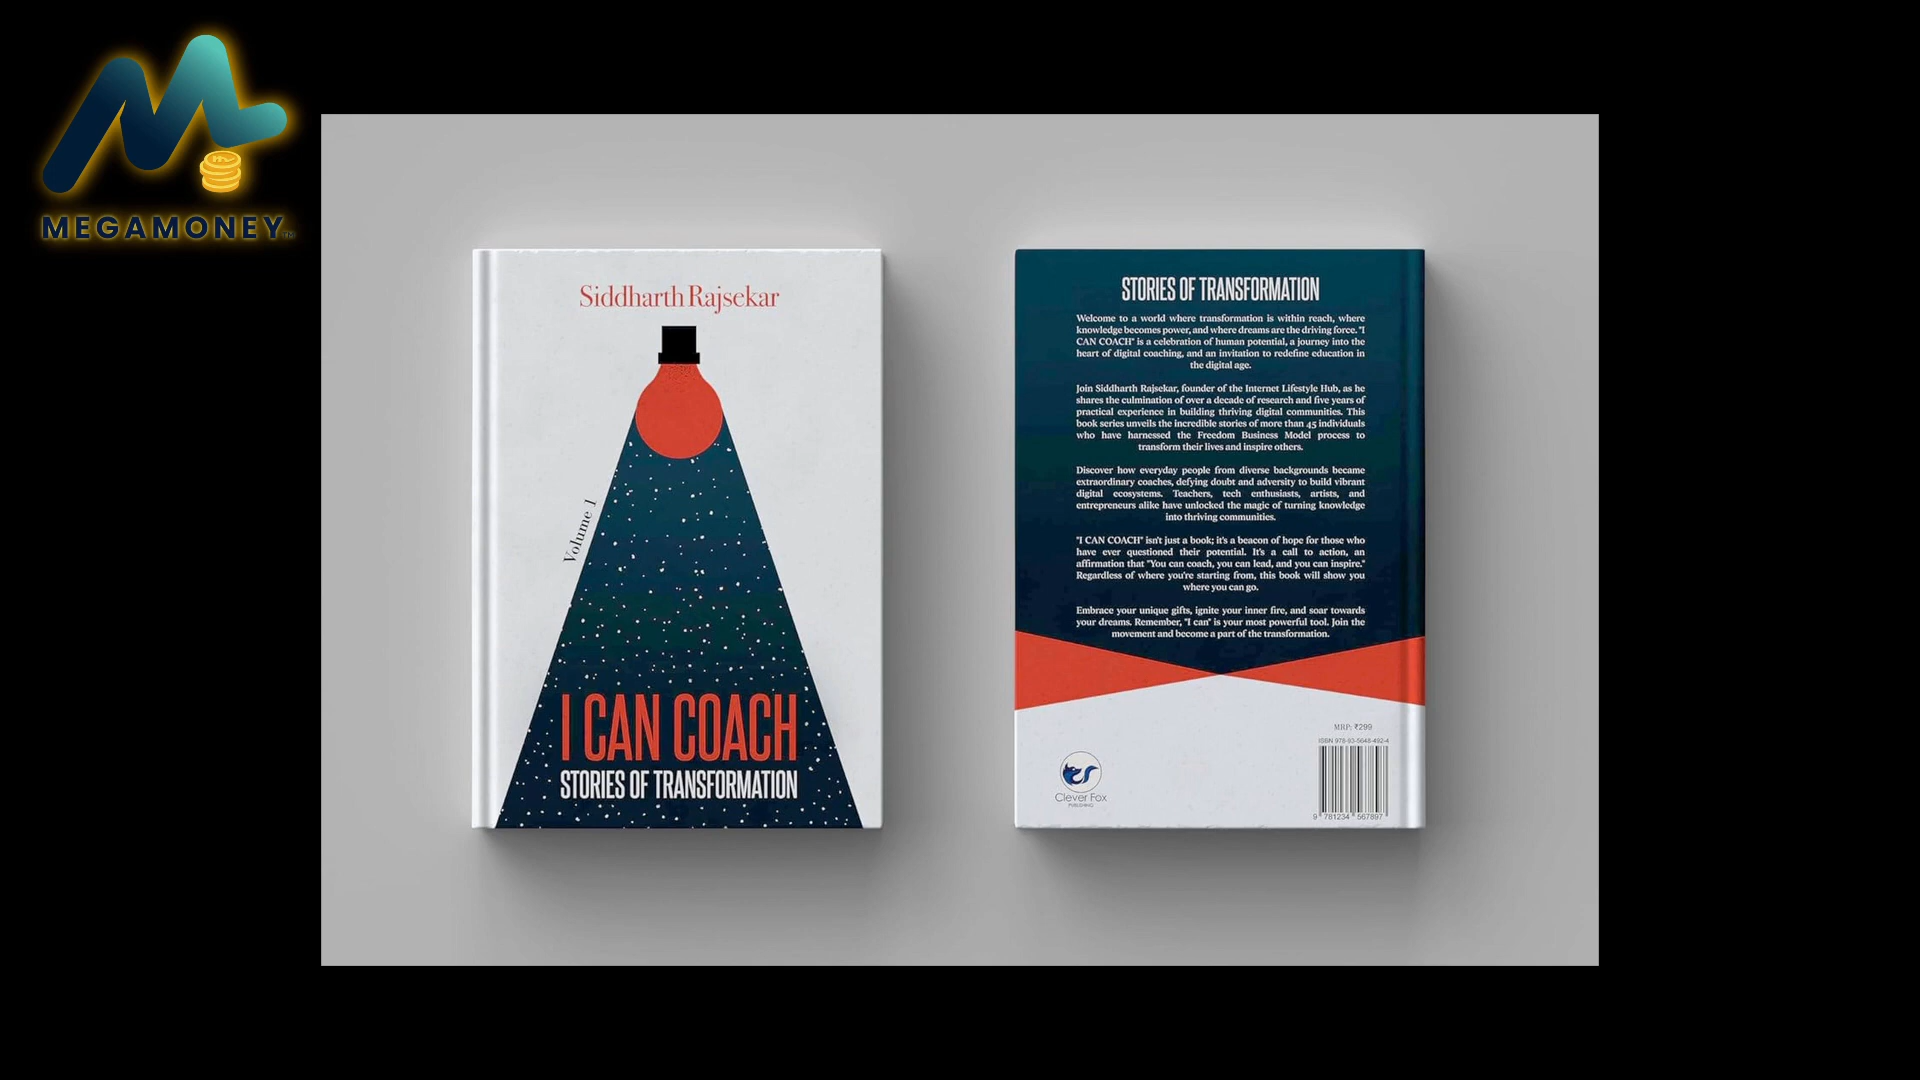 MEGAMONEY™
Siddharth Rajsekar
Volume 1
I CAN COACH
STORIES OF TRANSFORMATION
STORIES OF TRANSFORMATION
Welcome to a world where transformation is within reach, where
knowledge becomes power, and where dreams are the driving force. "I
CAN COACH" is a celebration of human potential, a journey into the
heart of digital coaching, and an invitation to redefine education in
the digital age.
Join Siddharth Rajsekar, founder of the Internet Lifestyle Hub, as he
shares the culmination of over a decade of research and five years of
practical experience in building thriving digital communities. This
book series unveils the incredible stories of more than 45 individuals
who have harnessed the Freedom Business Model process to
transform their lives and inspire others.
Discover how everyday people from diverse backgrounds became
extraordinary coaches, defying doubt and adversity to build vibrant
digital ecosystems. Teachers, tech enthusiasts, artists, and
entrepreneurs alike have unlocked the magic of turning knowledge
into thriving communities.
"I CAN COACH" isn't just a book; it's a beacon of hope for those who
have ever questioned their potential. It's a call to action, an
affirmation that "You can coach, you can lead, and you can inspire."
Regardless of where you're starting from, this book will show you
where you can go.
Embrace your unique gifts, ignite your inner fire, and soar towards
your dreams. Remember, "I can" is your most powerful tool. Join the
movement and become a part of the transformation.
MRP: ₹299
ISBN 978-93-5648-492-4
9 781234 567897
Clever Fox
PUBLISHING